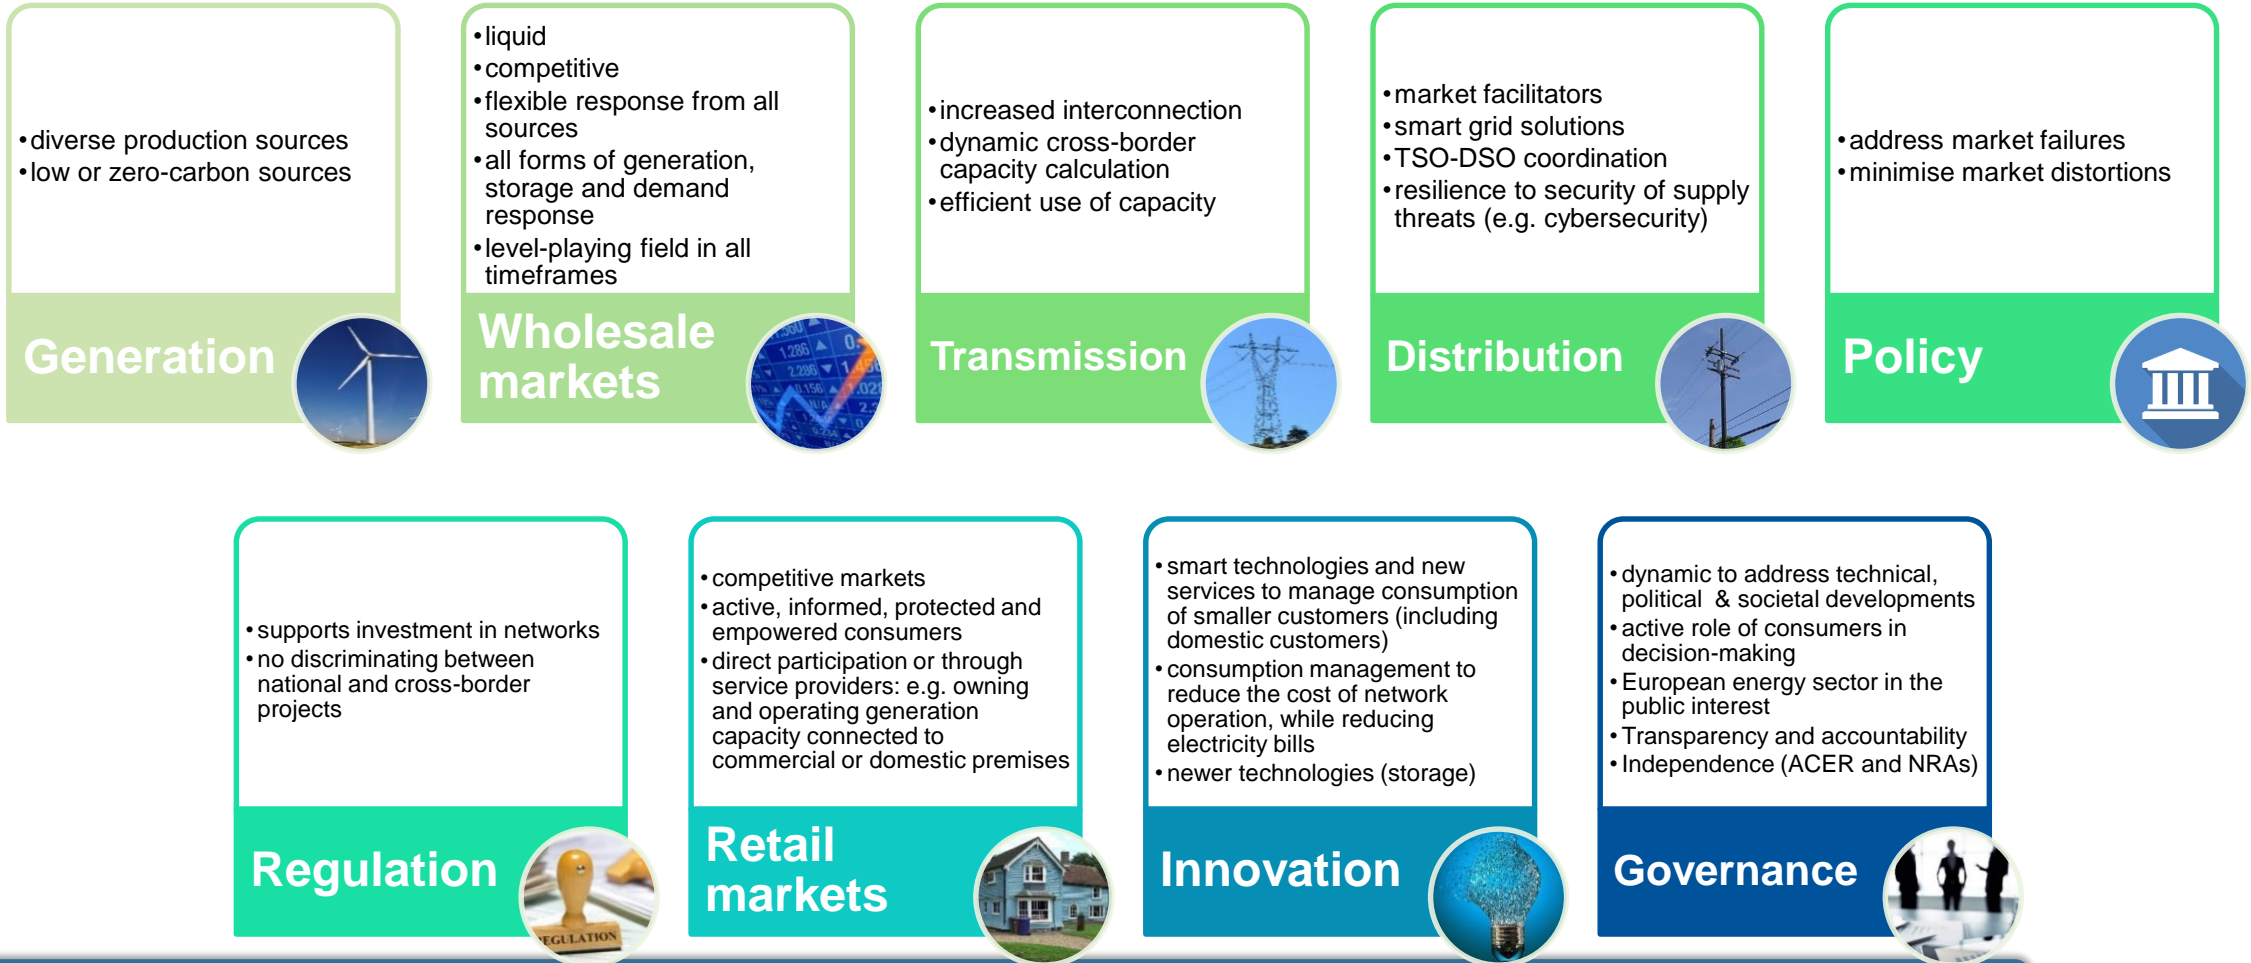 •diverse production sources
•low or zero-carbon sources
Generation
•liquid
•competitive
•flexible response from all
sources
•all forms of generation,
storage and demand
response
•level-playing field in all
timeframes
Wholesale
markets
•increased interconnection
•dynamic cross-border
capacity calculation
•efficient use of capacity
Transmission
•market facilitators
•smart grid solutions
•TSO-DSO coordination
•resilience to security of supply
threats (e.g. cybersecurity)
Distribution
•address market failures
•minimise market distortions
Policy
•supports investment in networks
•no discriminating between
national and cross-border
projects
Regulation
REGULATION
•competitive markets
•active, informed, protected and
empowered consumers
•direct participation or through
service providers: e.g. owning
and operating generation
capacity connected to
commercial or domestic premises
Retail
markets
•smart technologies and new
services to manage consumption
of smaller customers (including
domestic customers)
•consumption management to
reduce the cost of network
operation, while reducing
electricity bills
•newer technologies (storage)
Innovation
•dynamic to address technical,
political & societal developments
•active role of consumers in
decision-making
•European energy sector in the
public interest
•Transparency and accountability
•Independence (ACER and NRAs)
Governance